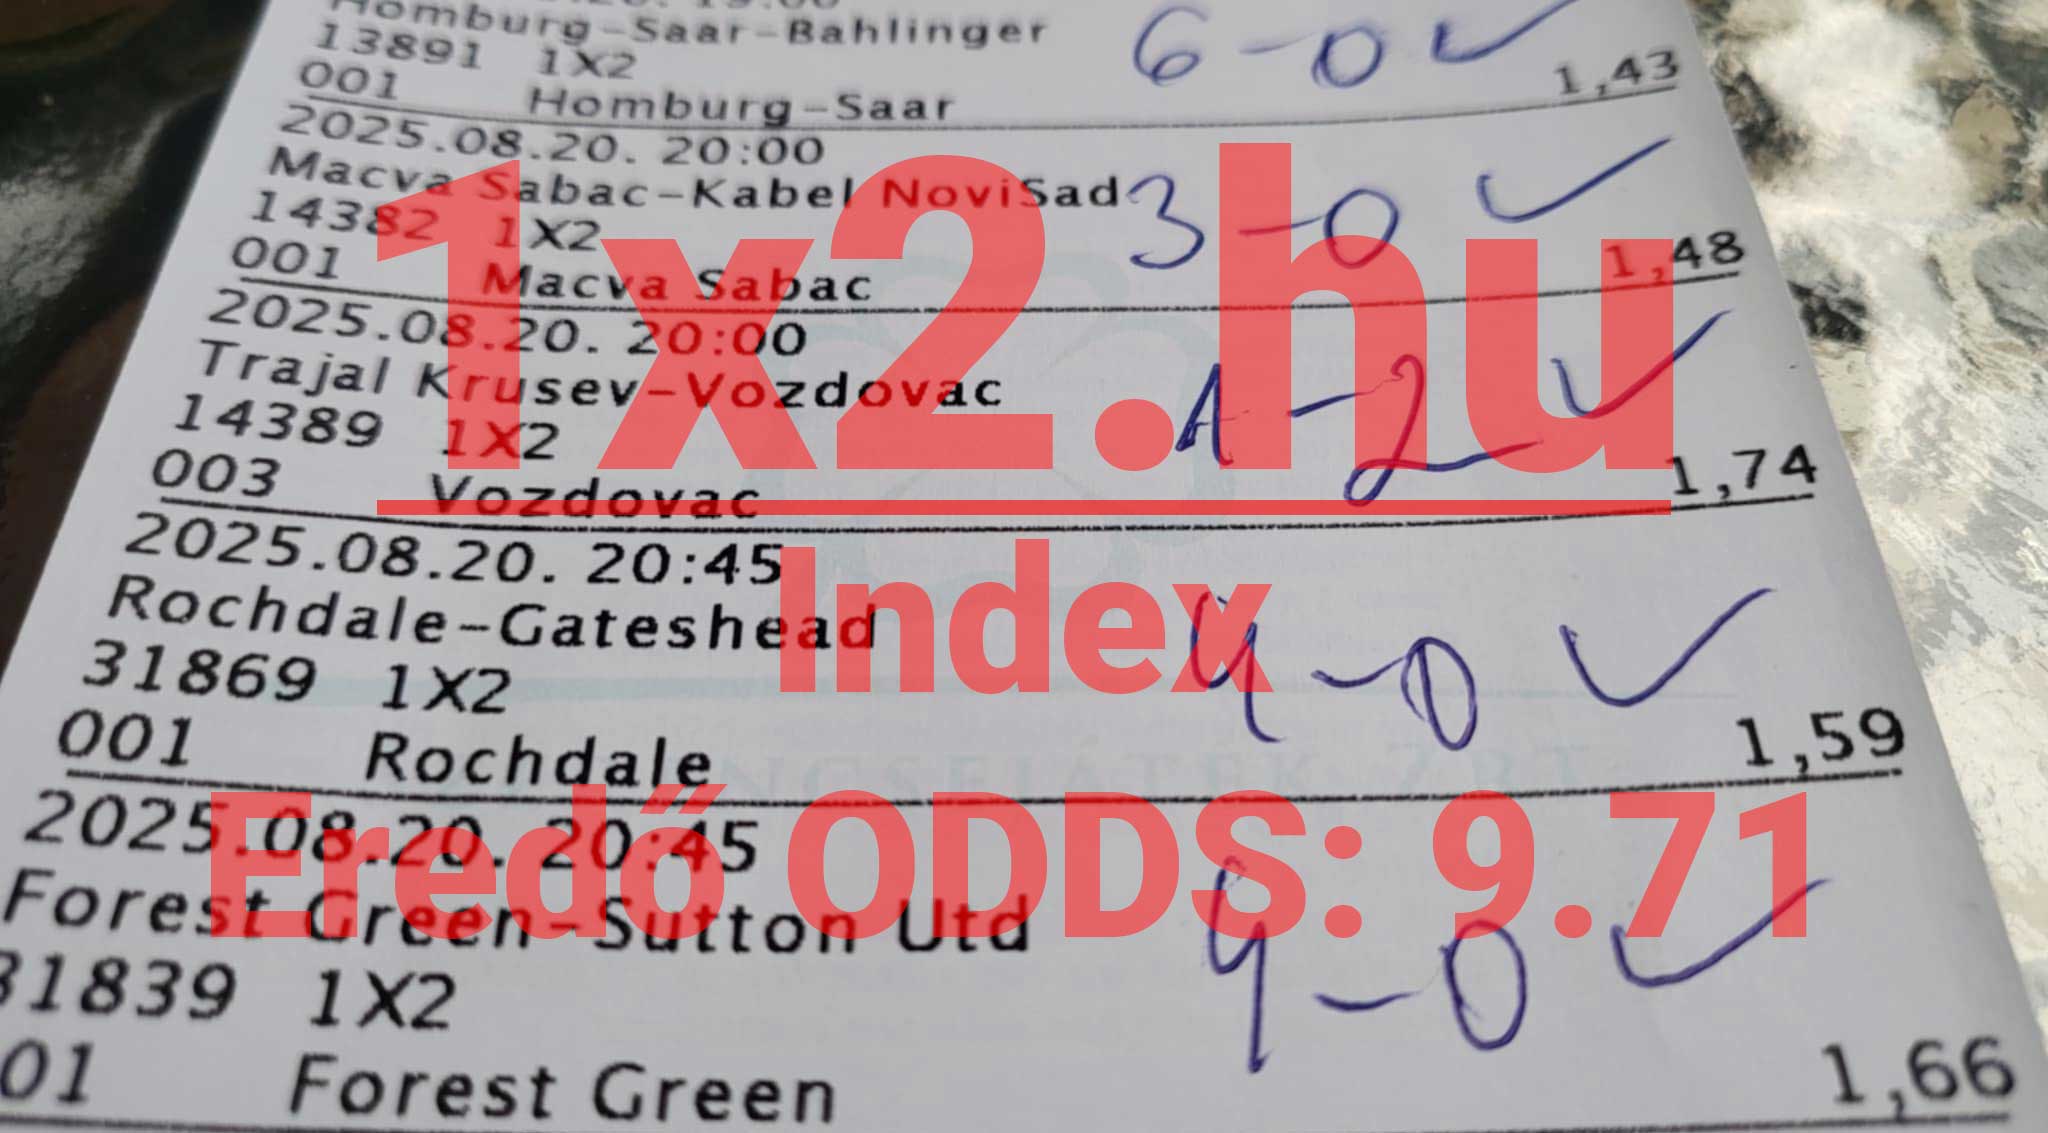 Homburg-Saar-Bahlinger
6-0 ✓
13891 1X2
1,43
001 Homburg-Saar
2025.08.20. 20:00
Macva Sabac-Kabel NoviSad
3-0 ✓
14382 1X2
1,48
001 Macva Sabac
2025.08.20. 20:00
Trajal Krusev-Vozdovac
1-2 ✓
14389 1X2
1,74
003 Vozdovac
2025.08.20. 20:45
Rochdale-Gateshead
4-0 ✓
31869 1X2
1,59
001 Rochdale
2025.08.20. 20:45
Forest Green-Sutton Utd
4-0 ✓
31839 1X2
1,66
01 Forest Green
1x2.hu
Index
Eredő ODDS: 9.71